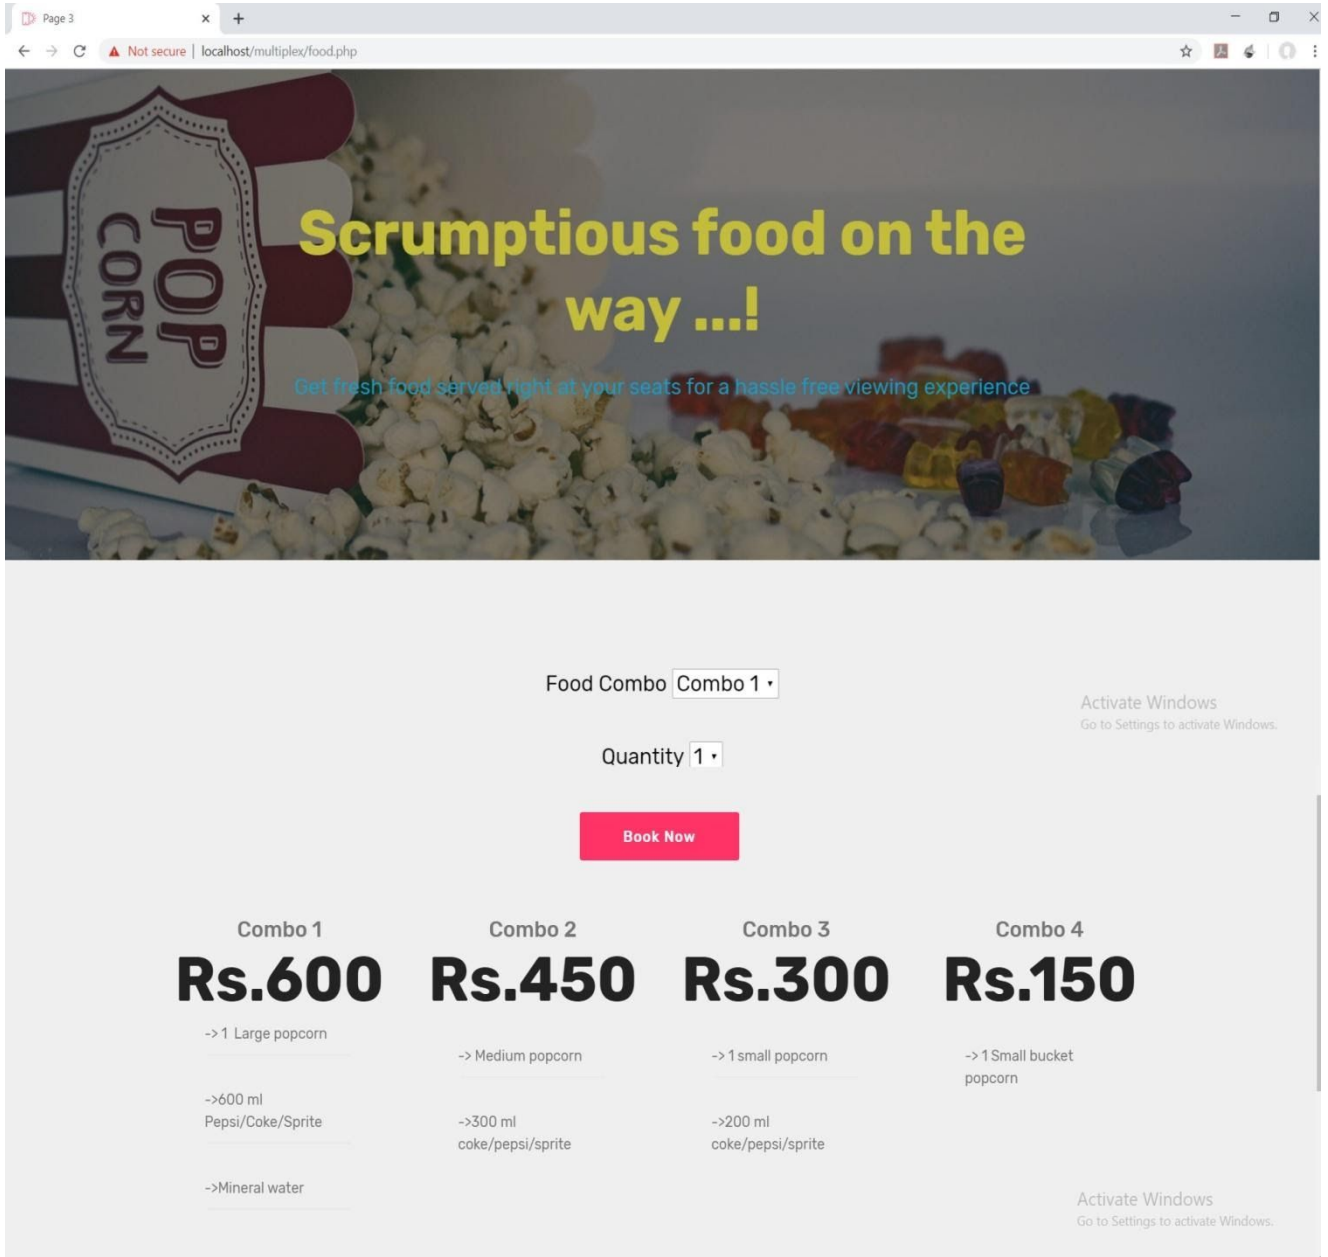 Page 3
Not secure | localhost/multiplex/food.php
POP
CORN
Scrumptious food on the
way ...!
Get fresh food served right at your seats for a hassle free viewing experience
Food Combo Combo 1
Activate Windows
Go to Settings to activate Windows.
Quantity 1
Book Now
Combo 1
Rs.600
-> 1 Large popcorn
->600 ml
Pepsi/Coke/Sprite
->Mineral water
Combo 2
Rs.450
-> Medium popcorn
->300 ml
coke/pepsi/sprite
Combo 3
Rs.300
-> 1 small popcorn
->200 ml
coke/pepsi/sprite
Combo 4
Rs.150
-> 1 Small bucket
popcorn
Activate Windows
Go to Settings to activate Windows.